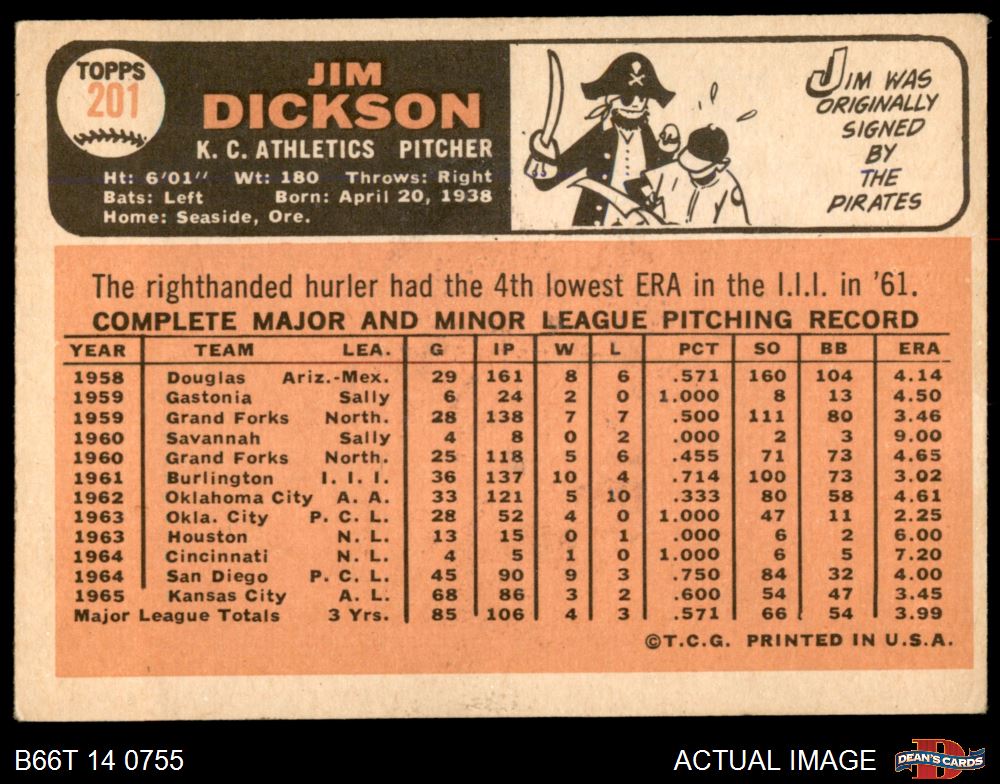 TOPPS
201
JIM
DICKSON
K. C. ATHLETICS PITCHER
Ht: 6'01" Wt: 180 Throws: Right
Bats: Left Born: April 20, 1938
Home: Seaside, Ore.
JIM WAS
ORIGINALLY
SIGNED
BY
THE
PIRATES
The righthanded hurler had the 4th lowest ERA in the I.I.I. in '61.
COMPLETE MAJOR AND MINOR LEAGUE PITCHING RECORD
YEAR TEAM LEA. G IP W L PCT SO BB ERA
1958 Douglas Ariz.-Mex. 29 161 8 6 .571 160 104 4.14
1959 Gastonia Sally 6 24 2 0 1.000 8 13 4.50
1959 Grand Forks North. 28 138 7 7 .500 111 80 3.46
1960 Savannah Sally 4 8 0 2 .000 2 3 9.00
1960 Grand Forks North. 25 118 5 6 .455 71 73 4.65
1961 Burlington I. I. I. 36 137 10 4 .714 100 73 3.02
1962 Oklahoma City A. A. 33 121 5 10 .333 80 58 4.61
1963 Okla. City P. C. L. 28 52 4 0 1.000 47 11 2.25
1963 Houston N. L. 13 15 0 1 .000 6 2 6.00
1964 Cincinnati N. L. 4 5 1 0 1.000 6 5 7.20
1964 San Diego P. C. L. 45 90 9 3 .750 84 32 4.00
1965 Kansas City A. L. 68 86 3 2 .600 54 47 3.45
Major League Totals 3 Yrs. 85 106 4 3 .571 66 54 3.99
©T.C.G. PRINTED IN U.S.A.
B66T 14 0755
ACTUAL IMAGE
DEAN'S CARDS